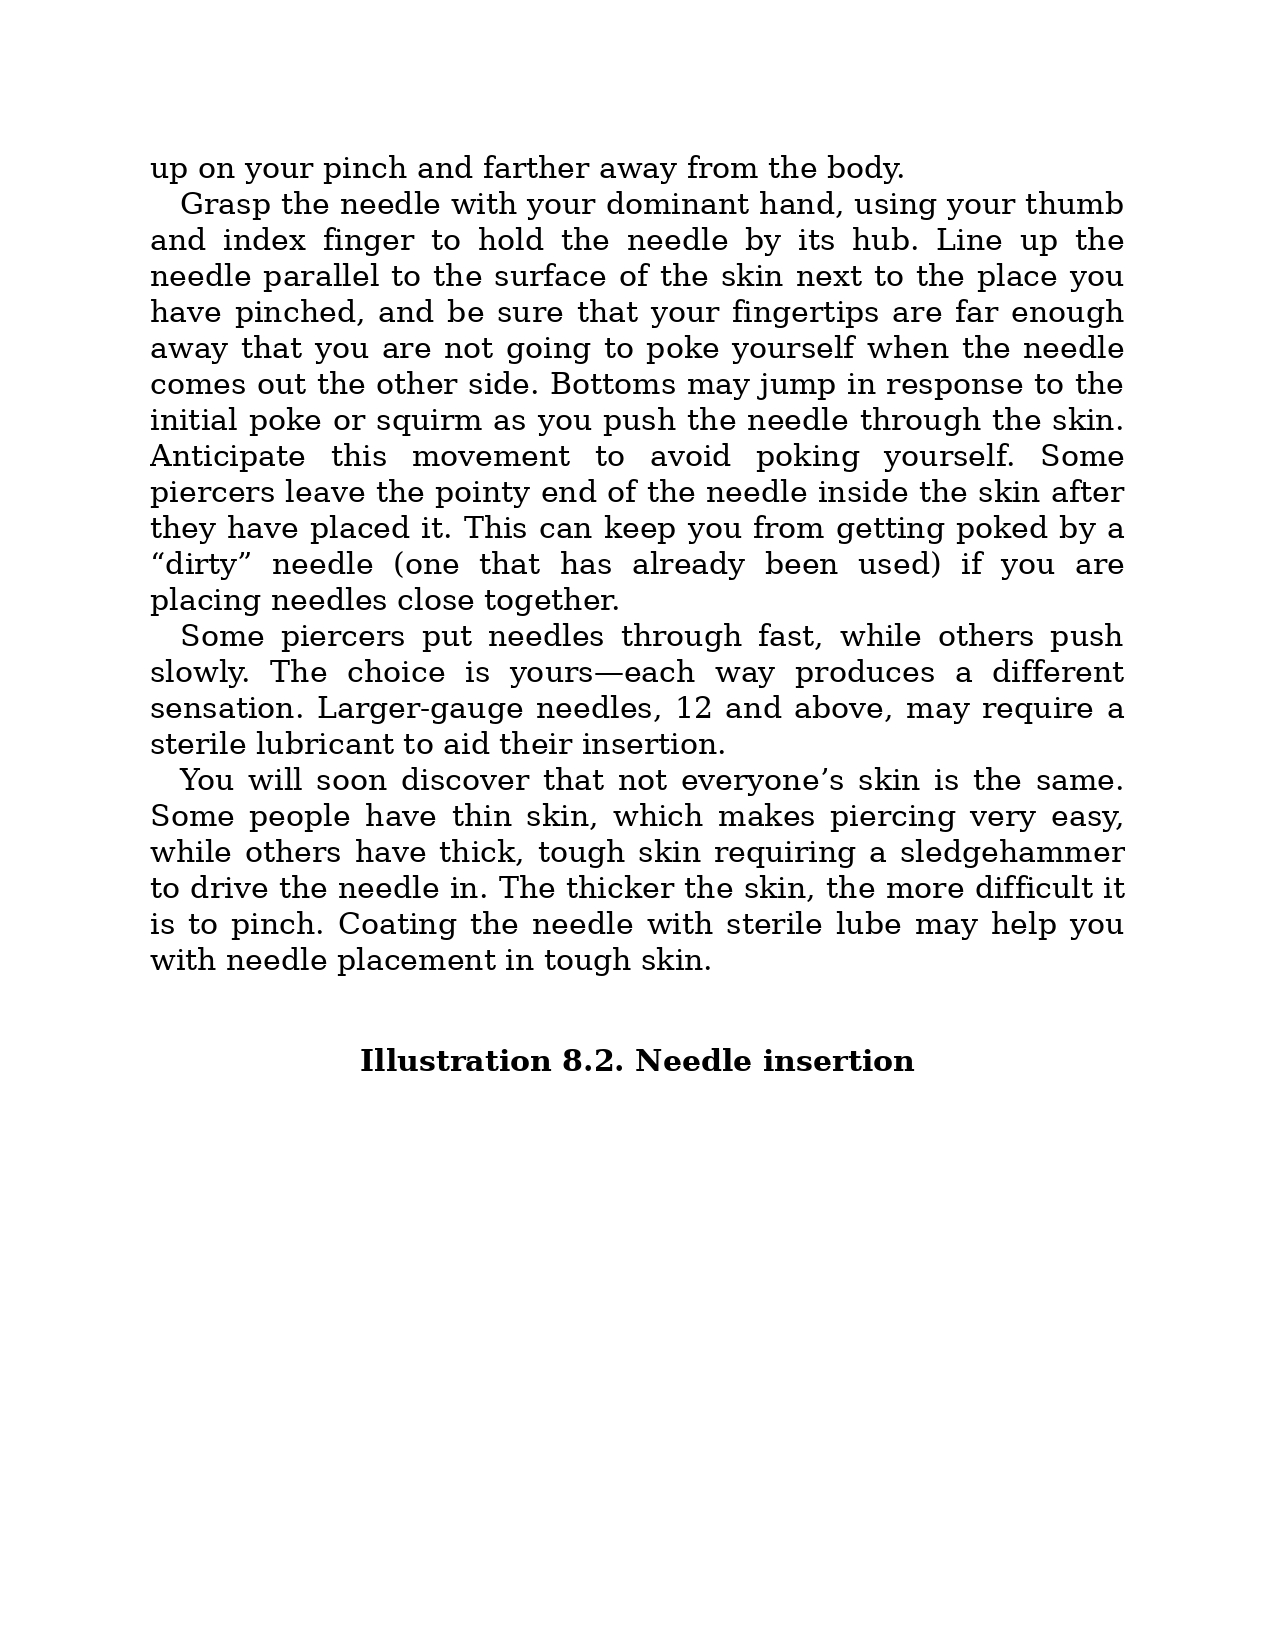 up on your pinch and farther away from the body.
Grasp the needle with your dominant hand, using your thumb
and index finger to hold the needle by its hub. Line up the
needle parallel to the surface of the skin next to the place you
have pinched, and be sure that your fingertips are far enough
away that you are not going to poke yourself when the needle
comes out the other side. Bottoms may jump in response to the
initial poke or squirm as you push the needle through the skin.
Anticipate this movement to avoid poking yourself. Some
piercers leave the pointy end of the needle inside the skin after
they have placed it. This can keep you from getting poked by a
“dirty” needle (one that has already been used) if you are
placing needles close together.
Some piercers put needles through fast, while others push
slowly. The choice is yours—each way produces a different
sensation. Larger-gauge needles, 12 and above, may require a
sterile lubricant to aid their insertion.
You will soon discover that not everyone’s skin is the same.
Some people have thin skin, which makes piercing very easy,
while others have thick, tough skin requiring a sledgehammer
to drive the needle in. The thicker the skin, the more difficult it
is to pinch. Coating the needle with sterile lube may help you
with needle placement in tough skin.
Illustration 8.2. Needle insertion